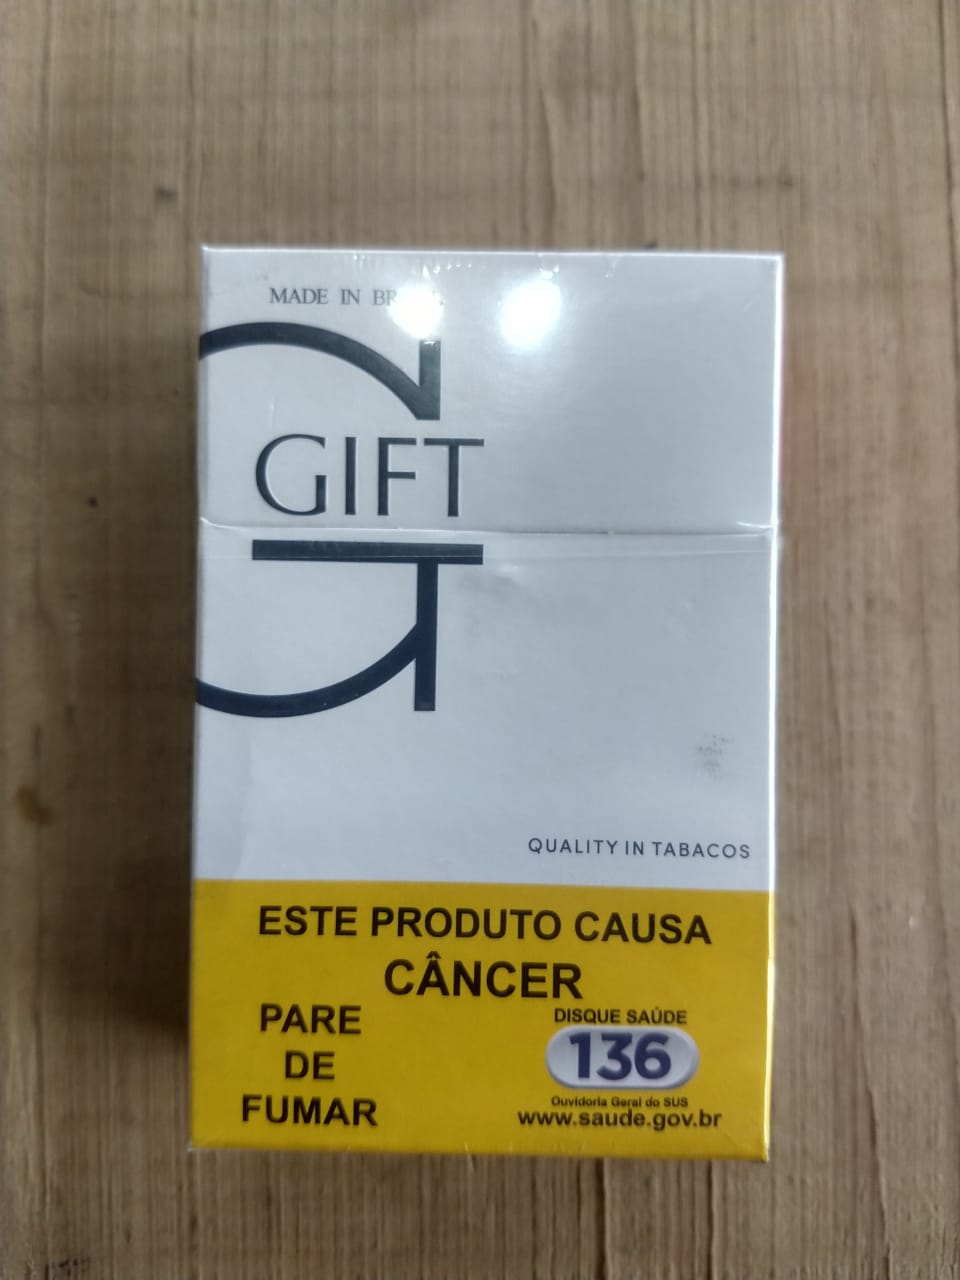 MADE IN
GIFT
QUALITY IN TABACOS
ESTE PRODUTO CAUSA
CÂNCER
PARE
DE
FUMAR
DISQUE SAÚDE
136
Ouvidoria Geral do SUS
www.saude.gov.br